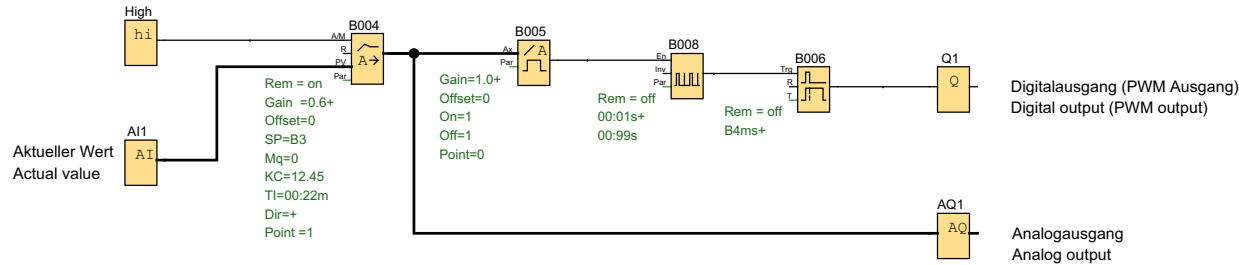 High
hi
A/M
R
PV
Par
B004
A→
Rem = on
Gain =0.6+
Offset=0
SP=B3
Mq=0
KC=12.45
TI=00:22m
Dir=+
Point =1
AI1
AI
Aktueller Wert
Actual value
B005
Ax
Par
/A
Gain=1.0+
Offset=0
On=1
Off=1
Point=0
B008
En
Inv
Par
Rem = off
00:01s+
00:99s
B006
Trg
R
T
Rem = off
B4ms+
Q1
Q
Digitalausgang (PWM Ausgang)
Digital output (PWM output)
AQ1
AQ
Analogausgang
Analog output